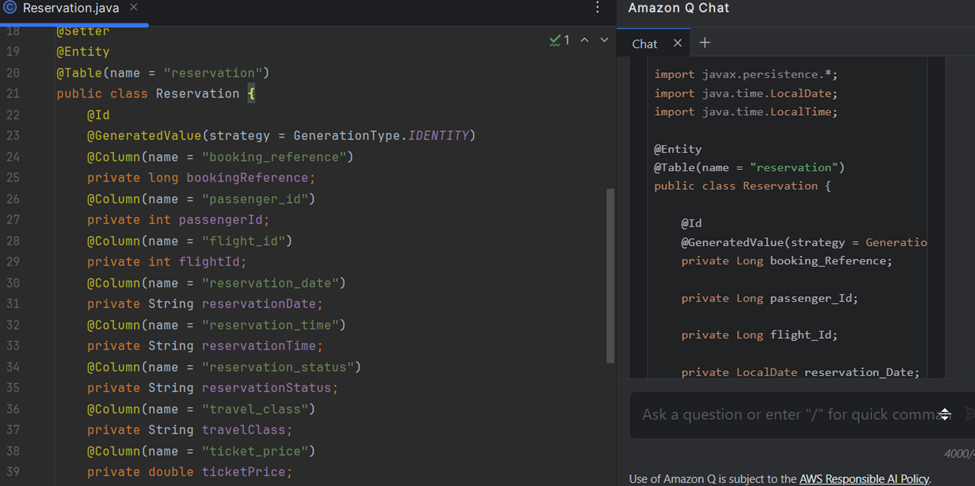 Reservation.java
18 @Setter
19 @Entity
20 @Table(name = "reservation")
21 public class Reservation {
22 @Id
23 @GeneratedValue(strategy = GenerationType.IDENTITY)
24 @Column(name = "booking_reference")
25 private long bookingReference;
26 @Column(name = "passenger_id")
27 private int passengerId;
28 @Column(name = "flight_id")
29 private int flightId;
30 @Column(name = "reservation_date")
31 private String reservationDate;
32 @Column(name = "reservation_time")
33 private String reservationTime;
34 @Column(name = "reservation_status")
35 private String reservationStatus;
36 @Column(name = "travel_class")
37 private String travelClass;
38 @Column(name = "ticket_price")
39 private double ticketPrice;
1
Amazon Q Chat
Chat
import javax.persistence.*;
import java.time.LocalDate;
import java.time.LocalTime;
@Entity
@Table(name = "reservation")
public class Reservation {
@Id
@GeneratedValue(strategy = Generatio
private Long booking_Reference;
private Long passenger_Id;
private Long flight_Id;
private LocalDate reservation_Date;
Ask a question or enter "/" for quick comma
4000/
Use of Amazon Q is subject to the AWS Responsible AI Policy.